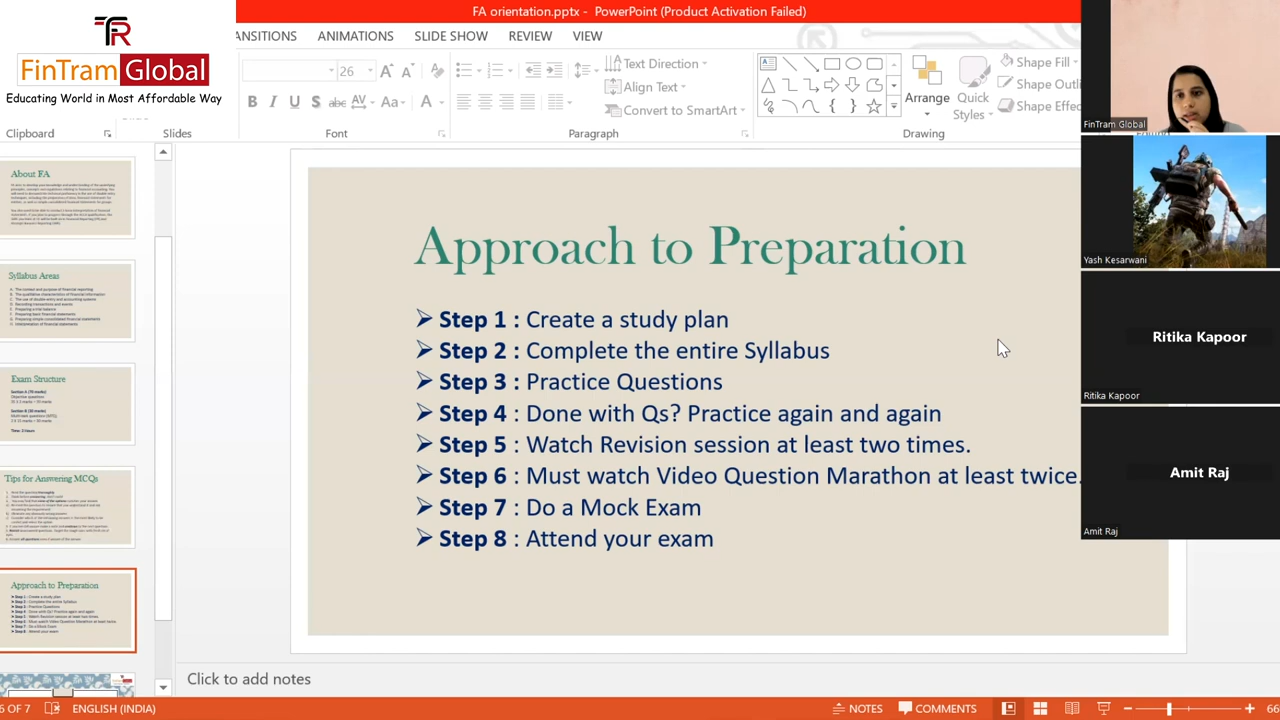 FA orientation.pptx - PowerPoint (Product Activation Failed)
FinTram Global
Educating World in Most Affordable Way
ANSITIONS ANIMATIONS SLIDE SHOW REVIEW VIEW
26
Text Direction
Align Text
Convert to SmartArt
Arrange
Quick Styles
Shape Fill
Shape Outli
Shape Effe
Clipboard Slides Font Paragraph Drawing
About FA
Syllabus Areas
Exam Structure
Tips for Answering MCQs
Approach to Preparation
Approach to Preparation
Step 1 : Create a study plan
Step 2 : Complete the entire Syllabus
Step 3 : Practice Questions
Step 4 : Done with Qs? Practice again and again
Step 5 : Watch Revision session at least two times.
Step 6 : Must watch Video Question Marathon at least twice.
Step 7 : Do a Mock Exam
Step 8 : Attend your exam
FinTram Global
Yash Kesarwani
Ritika Kapoor
Ritika Kapoor
Amit Raj
Amit Raj
Click to add notes
6 OF 7 ENGLISH (INDIA) NOTES COMMENTS 66